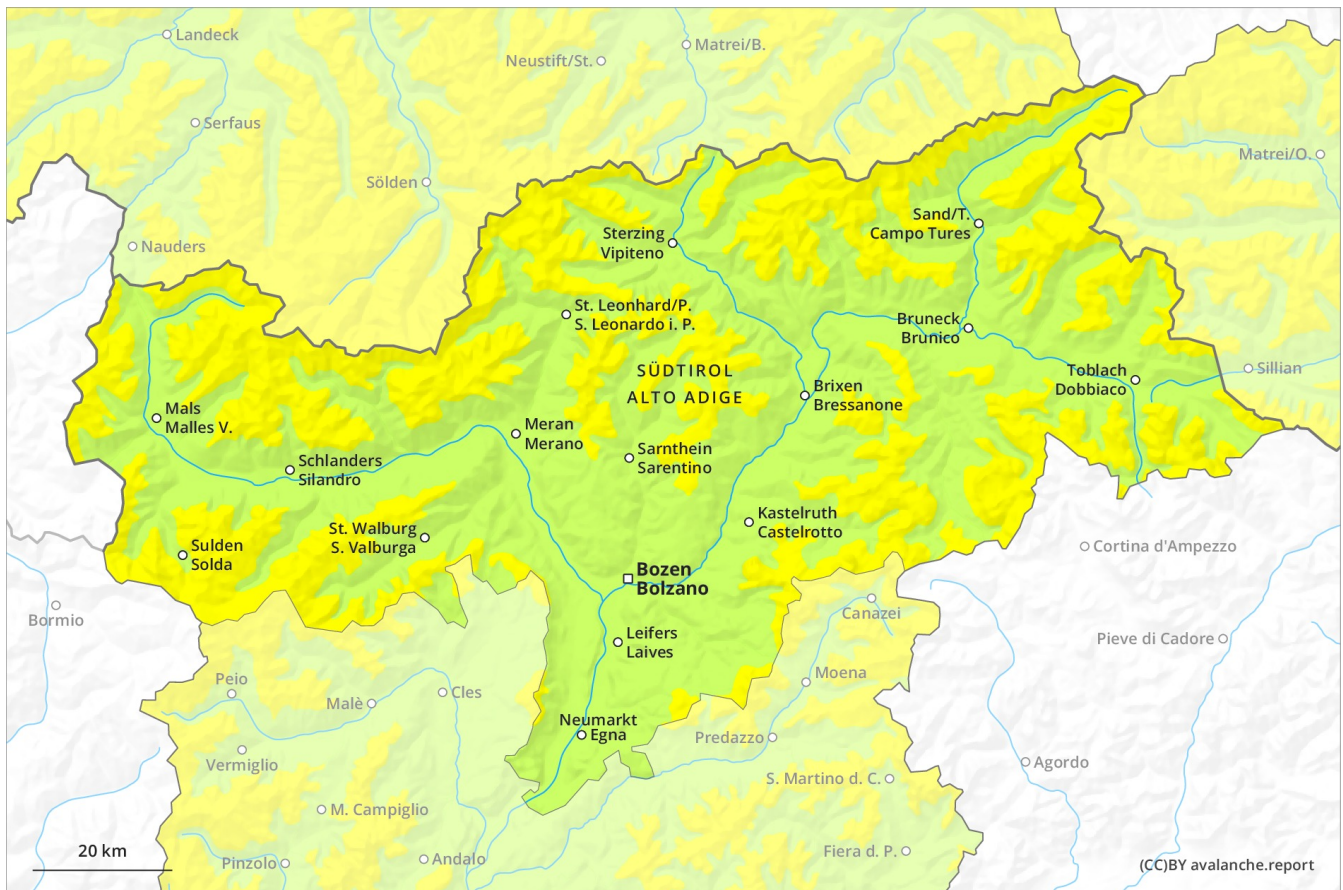 Landeck
Matrei/B.
Neustift/St.
Serfaus
Matrei/O.
Sölden
Sand/T.
Campo Tures
Sterzing
Vipiteno
Nauders
St. Leonhard/P.
S. Leonardo i. P.
Bruneck
Brunico
SÜDTIROL
ALTO ADIGE
Toblach
Dobbiaco
Sillian
Brixen
Bressanone
Mals
Malles V.
Meran
Merano
Sarnthein
Sarentino
Schlanders
Silandro
Kastelruth
Castelrotto
St. Walburg
S. Valburga
Sulden
Solda
Cortina d'Ampezzo
Bozen
Bolzano
Bormio
Canazei
Leifers
Laives
Pieve di Cadore
Peio
Moena
Malè
Cles
Neumarkt
Egna
Predazzo
Vermiglio
Agordo
S. Martino d. C.
M. Campiglio
20 km
Pinzolo
Andalo
Fiera d. P.
(CC)BY avalanche.report